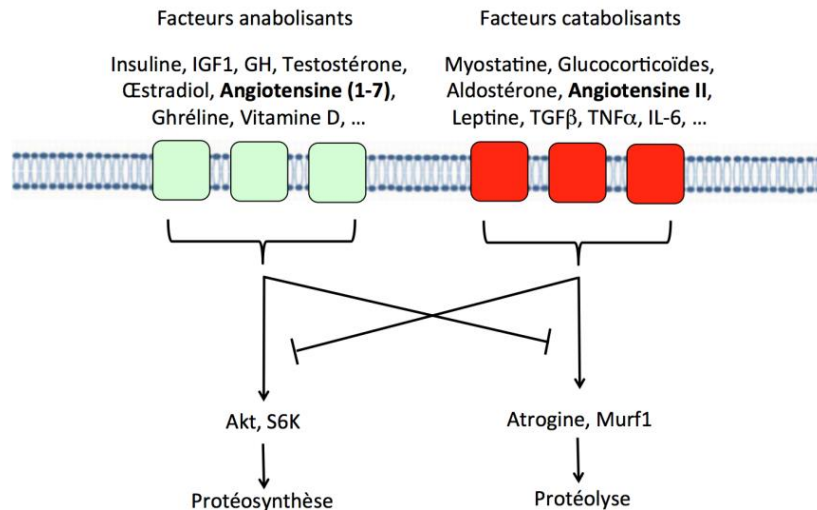 Facteurs anabolisants
Insuline, IGF1, GH, Testostérone,
Œstradiol, Angiotensine (1-7),
Ghréline, Vitamine D, ...
Facteurs catabolisants
Myostatine, Glucocorticoïdes,
Aldostérone, Angiotensine II,
Leptine, TGFβ, TNFα, IL-6, ...
Akt, S6K
Protéosynthèse
Atrogine, Murf1
Protéolyse